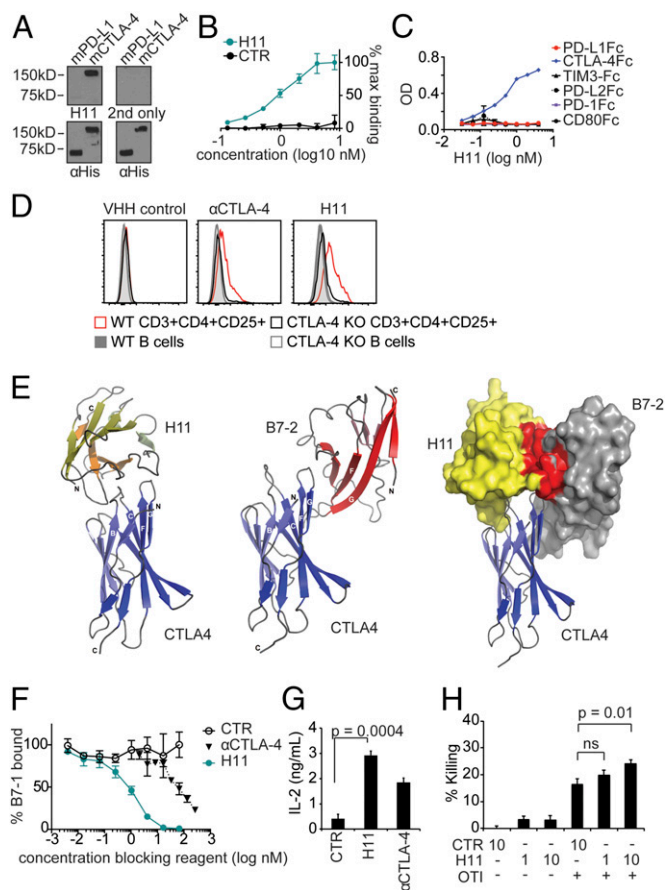 A
mPD-L1
mCTLA-4
mPD-L1
mCTLA-4
150kD
75kD
H11
2nd only
150kD
75kD
αHis
αHis
B
H11
CTR
100
50
0
% max binding
-1 0 1
concentration (log10 nM)
C
0.8
0.4
0
OD
-2 -1 0 1
H11 (log nM)
PD-L1Fc
CTLA-4Fc
TIM3-Fc
PD-L2Fc
PD-1Fc
CD80Fc
D
VHH control
αCTLA-4
H11
WT CD3+CD4+CD25+
CTLA-4 KO CD3+CD4+CD25+
WT B cells
CTLA-4 KO B cells
E
H11
C
N
N
B
C
F
G
CTLA4
C
B7-2
C
F
G
N
N
B
C
G
CTLA4
B7-2
H11
CTLA4
F
CTR
αCTLA-4
H11
100
50
0
% B7-1 bound
-3 -2 -1 0 1 2 3
concentration blocking reagent (log nM)
G
p = 0.0004
4
3
2
1
0
IL-2 (ng/mL)
CTR
H11
αCTLA-4
H
p = 0.01
ns
30
20
10
0
% Killing
CTR 10 - - 10 - -
H11 - 1 10 - 1 10
OTI - - - + + +